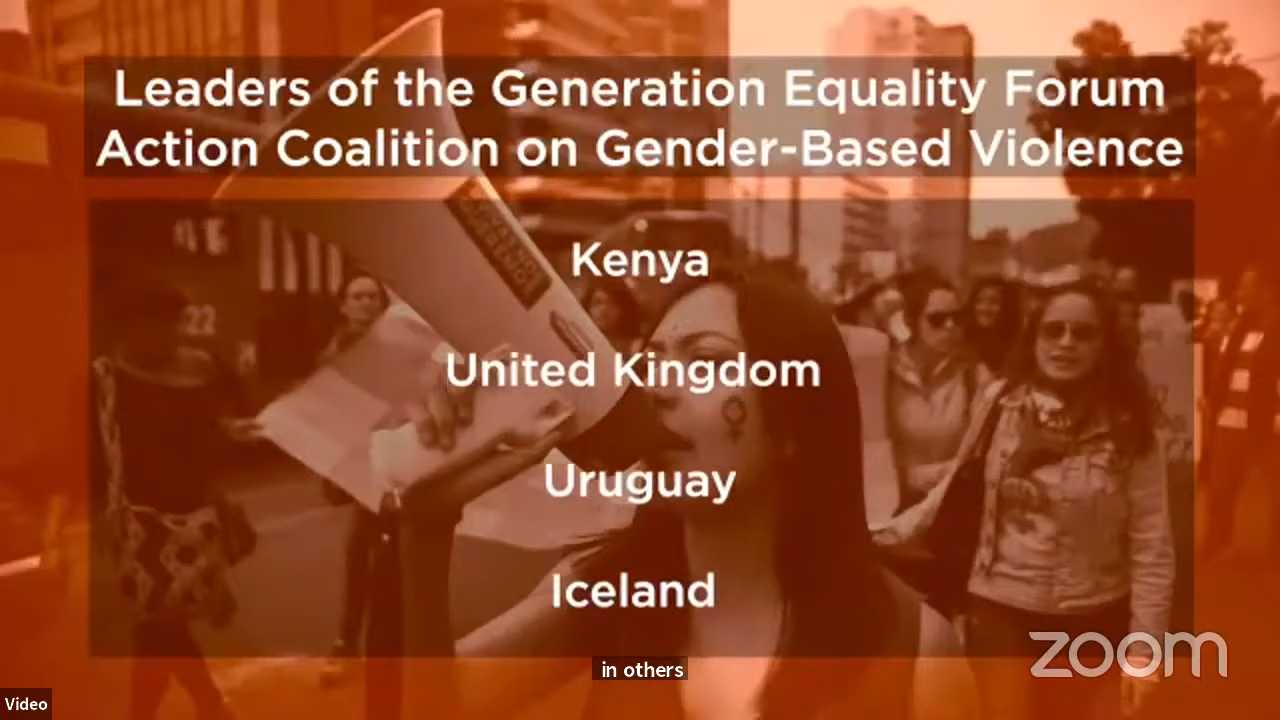 Leaders of the Generation Equality Forum
Action Coalition on Gender-Based Violence
Kenya
United Kingdom
Uruguay
Iceland
zoom
in others
Video